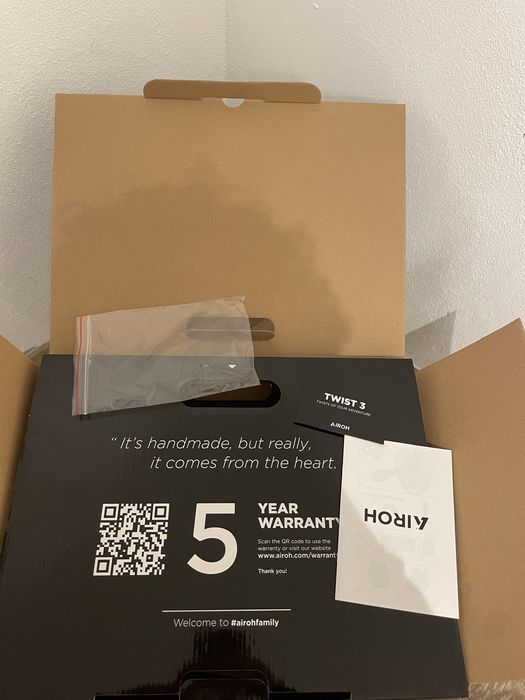 TWIST 3
TWISTS OF YOUR ADVENTURE
AIROH
“ It's handmade, but really,
it comes from the heart.
5 YEAR
WARRANTY
Scan the QR code to use the
warranty or visit our website
www.airoh.com/warranty
Thank you!
AIROH
Welcome to #airohfamily